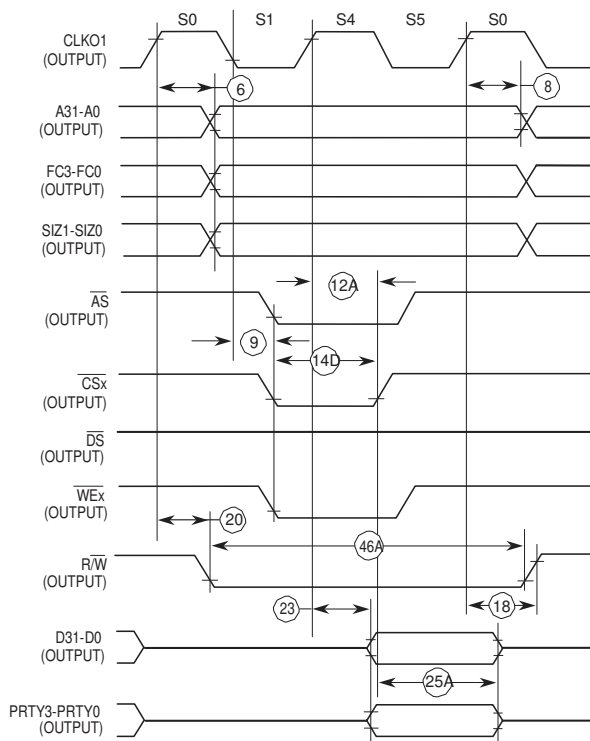 S0 S1 S4 S5 S0
CLKO1
(OUTPUT)
6
8
A31-A0
(OUTPUT)
FC3-FC0
(OUTPUT)
SIZ1-SIZ0
(OUTPUT)
12A
AS
(OUTPUT)
9
14D
CSx
(OUTPUT)
DS
(OUTPUT)
WEx
(OUTPUT)
20
46A
R/W
(OUTPUT)
23
18
D31-D0
(OUTPUT)
25A
PRTY3-PRTY0
(OUTPUT)